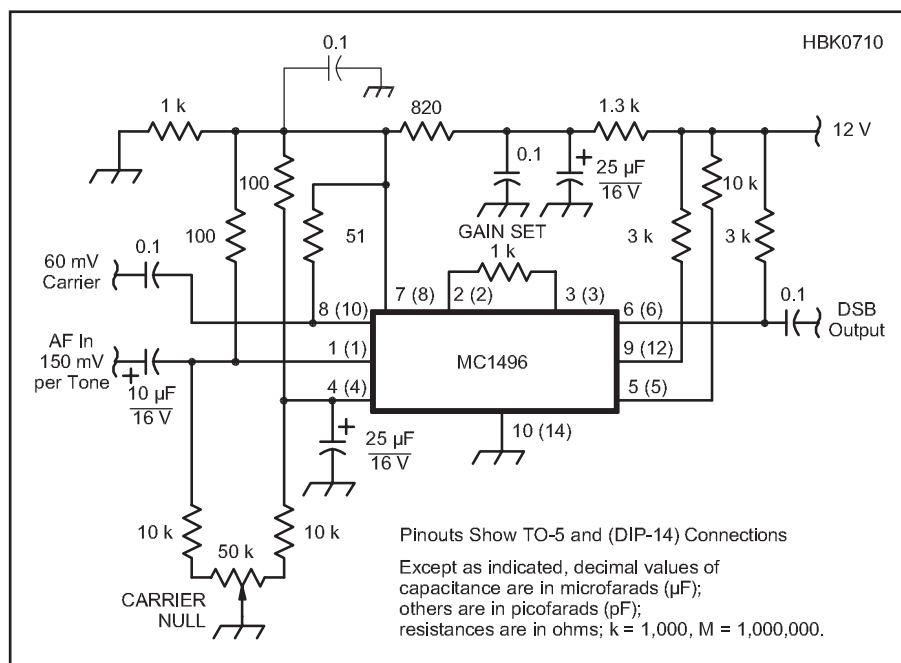 HBK0710
0.1
1 k
820
1.3 k
12 V
100
0.1
+
25 µF
16 V
10 k
100
51
GAIN SET
3 k
3 k
0.1
60 mV
Carrier
1 k
8 (10)
7 (8)
2 (2)
3 (3)
6 (6)
0.1
DSB
Output
AF In
150 mV
per Tone
1 (1)
MC1496
9 (12)
+
10 µF
16 V
4 (4)
5 (5)
+
25 µF
16 V
10 (14)
10 k
50 k
10 k
CARRIER
NULL
Pinouts Show TO-5 and (DIP-14) Connections
Except as indicated, decimal values of
capacitance are in microfarads (µF);
others are in picofarads (pF);
resistances are in ohms; k = 1,000, M = 1,000,000.